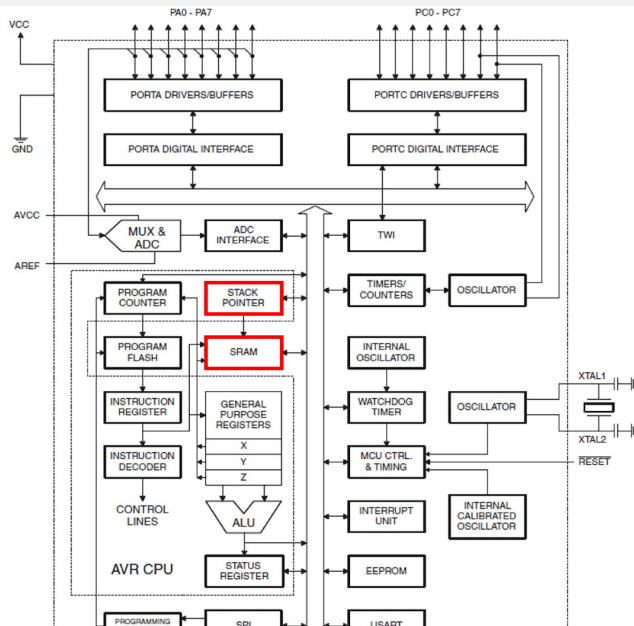 PA0 - PA7
PC0 - PC7
VCC
PORTA DRIVERS/BUFFERS
PORTC DRIVERS/BUFFERS
GND
PORTA DIGITAL INTERFACE
PORTC DIGITAL INTERFACE
AVCC
MUX &
ADC
ADC
INTERFACE
TWI
AREF
PROGRAM
COUNTER
STACK
POINTER
TIMERS/
COUNTERS
OSCILLATOR
PROGRAM
FLASH
SRAM
INTERNAL
OSCILLATOR
XTAL1
INSTRUCTION
REGISTER
GENERAL
PURPOSE
REGISTERS
WATCHDOG
TIMER
OSCILLATOR
XTAL2
X
Y
Z
INSTRUCTION
DECODER
MCU CTRL.
& TIMING
RESET
CONTROL
LINES
ALU
INTERRUPT
UNIT
INTERNAL
CALIBRATED
OSCILLATOR
AVR CPU
STATUS
REGISTER
EEPROM
PROGRAMMING
SPI
USART